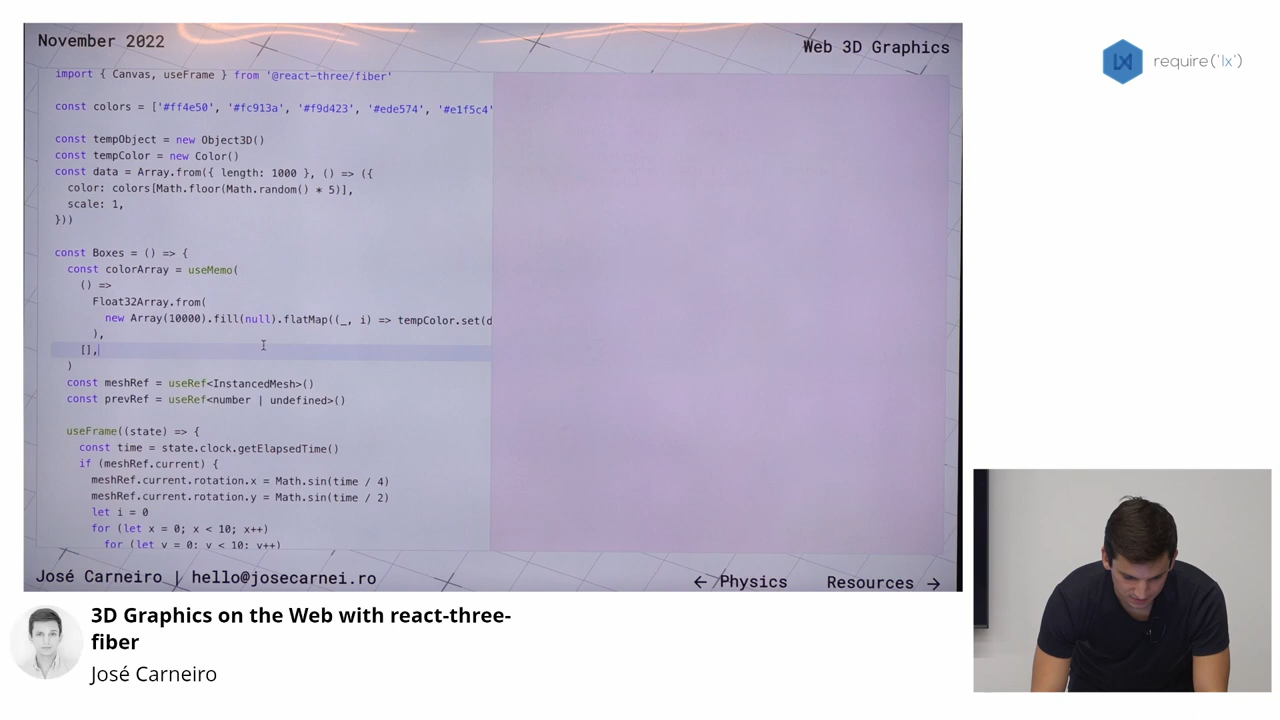 November 2022
Web 3D Graphics
require('lx')
import { Canvas, useFrame } from '@react-three/fiber'
const colors = ['#ff4e50', '#fc913a', '#f9d423', '#ede574', '#e1f5c4'
const tempObject = new Object3D()
const tempColor = new Color()
const data = Array.from({ length: 1000 }, () => ({
color: colors[Math.floor(Math.random() * 5)],
scale: 1,
}))
const Boxes = () => {
const colorArray = useMemo(
() =>
Float32Array.from(
new Array(10000).fill(null).flatMap((_, i) => tempColor.set(d
),
[],
)
const meshRef = useRef<InstancedMesh>()
const prevRef = useRef<number | undefined>()
useFrame((state) => {
const time = state.clock.getElapsedTime()
if (meshRef.current) {
meshRef.current.rotation.x = Math.sin(time / 4)
meshRef.current.rotation.y = Math.sin(time / 2)
let i = 0
for (let x = 0; x < 10; x++)
for (let y = 0; y < 10; y++)
José Carneiro | hello@josecarnei.ro
← Physics
Resources →
3D Graphics on the Web with react-three-
fiber
José Carneiro